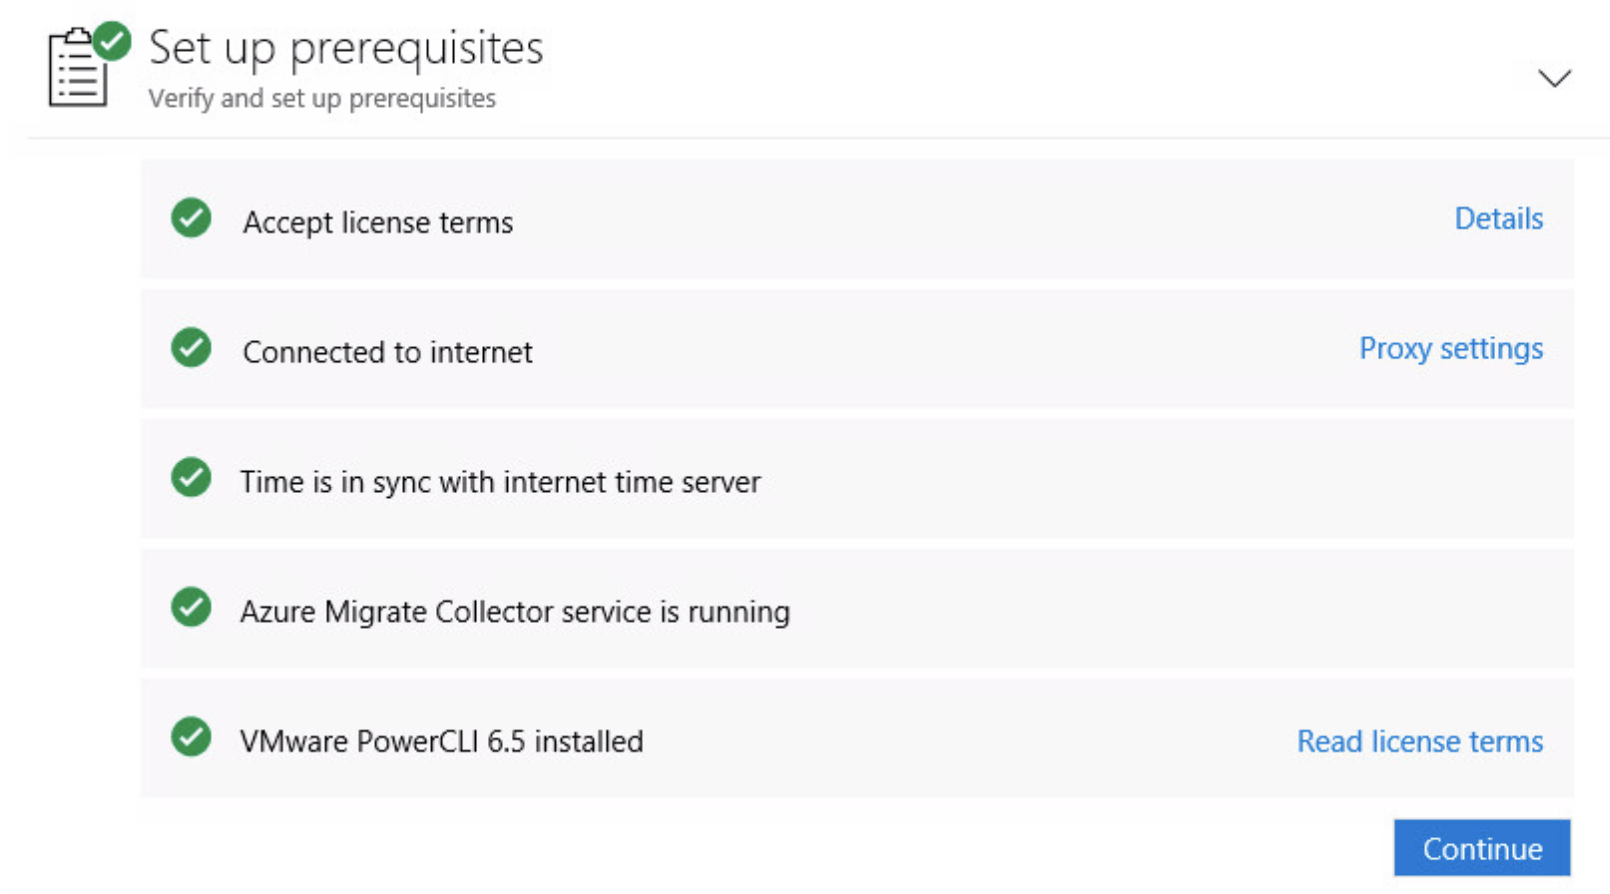 Set up prerequisites
Verify and set up prerequisites
Accept license terms
Details
Connected to internet
Proxy settings
Time is in sync with internet time server
Azure Migrate Collector service is running
VMware PowerCLI 6.5 installed
Read license terms
Continue